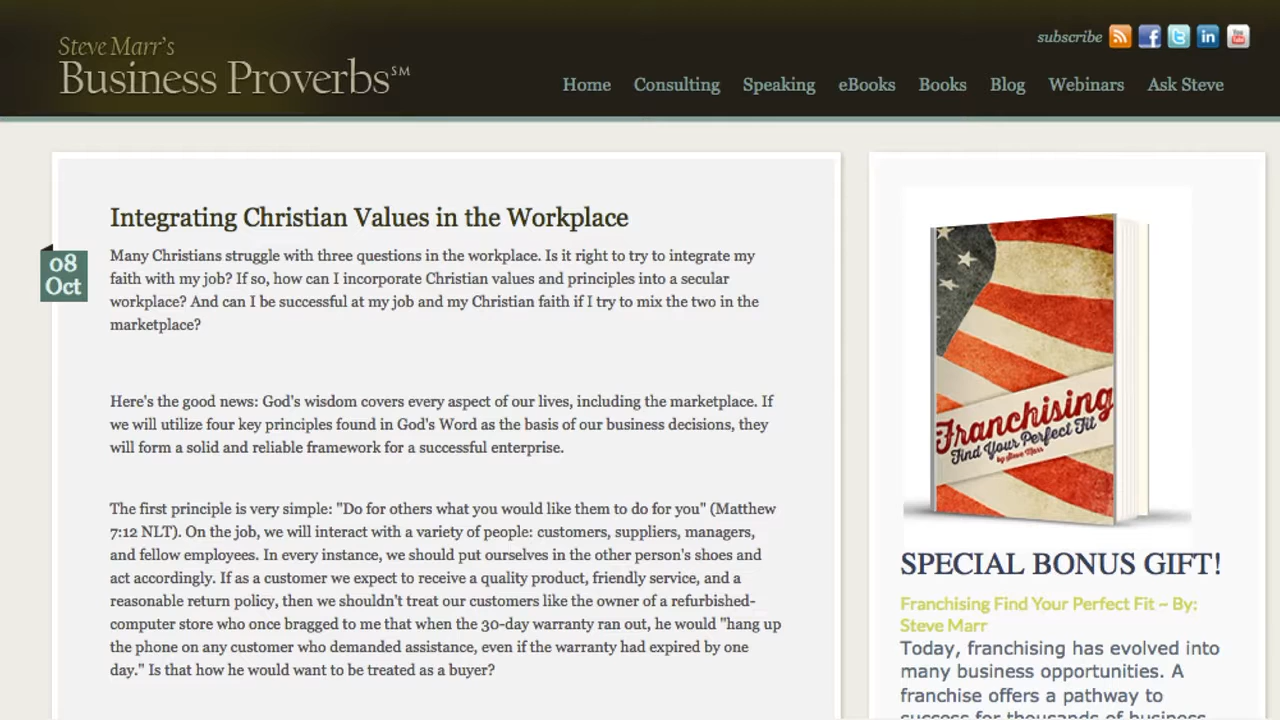 Steve Marr's
Business Proverbs℠
subscribe
Home Consulting Speaking eBooks Books Blog Webinars Ask Steve
08
Oct
Integrating Christian Values in the Workplace
Many Christians struggle with three questions in the workplace. Is it right to try to integrate my
faith with my job? If so, how can I incorporate Christian values and principles into a secular
workplace? And can I be successful at my job and my Christian faith if I try to mix the two in the
marketplace?
Here's the good news: God's wisdom covers every aspect of our lives, including the marketplace. If
we will utilize four key principles found in God's Word as the basis of our business decisions, they
will form a solid and reliable framework for a successful enterprise.
The first principle is very simple: "Do for others what you would like them to do for you" (Matthew
7:12 NLT). On the job, we will interact with a variety of people: customers, suppliers, managers,
and fellow employees. In every instance, we should put ourselves in the other person's shoes and
act accordingly. If as a customer we expect to receive a quality product, friendly service, and a
reasonable return policy, then we shouldn't treat our customers like the owner of a refurbished-
computer store who once bragged to me that when the 30-day warranty ran out, he would "hang up
the phone on any customer who demanded assistance, even if the warranty had expired by one
day." Is that how he would want to be treated as a buyer?
Franchising
Find Your Perfect Fit
by Steve Marr
SPECIAL BONUS GIFT!
Franchising Find Your Perfect Fit ~ By:
Steve Marr
Today, franchising has evolved into
many business opportunities. A
franchise offers a pathway to
success for thousands of business